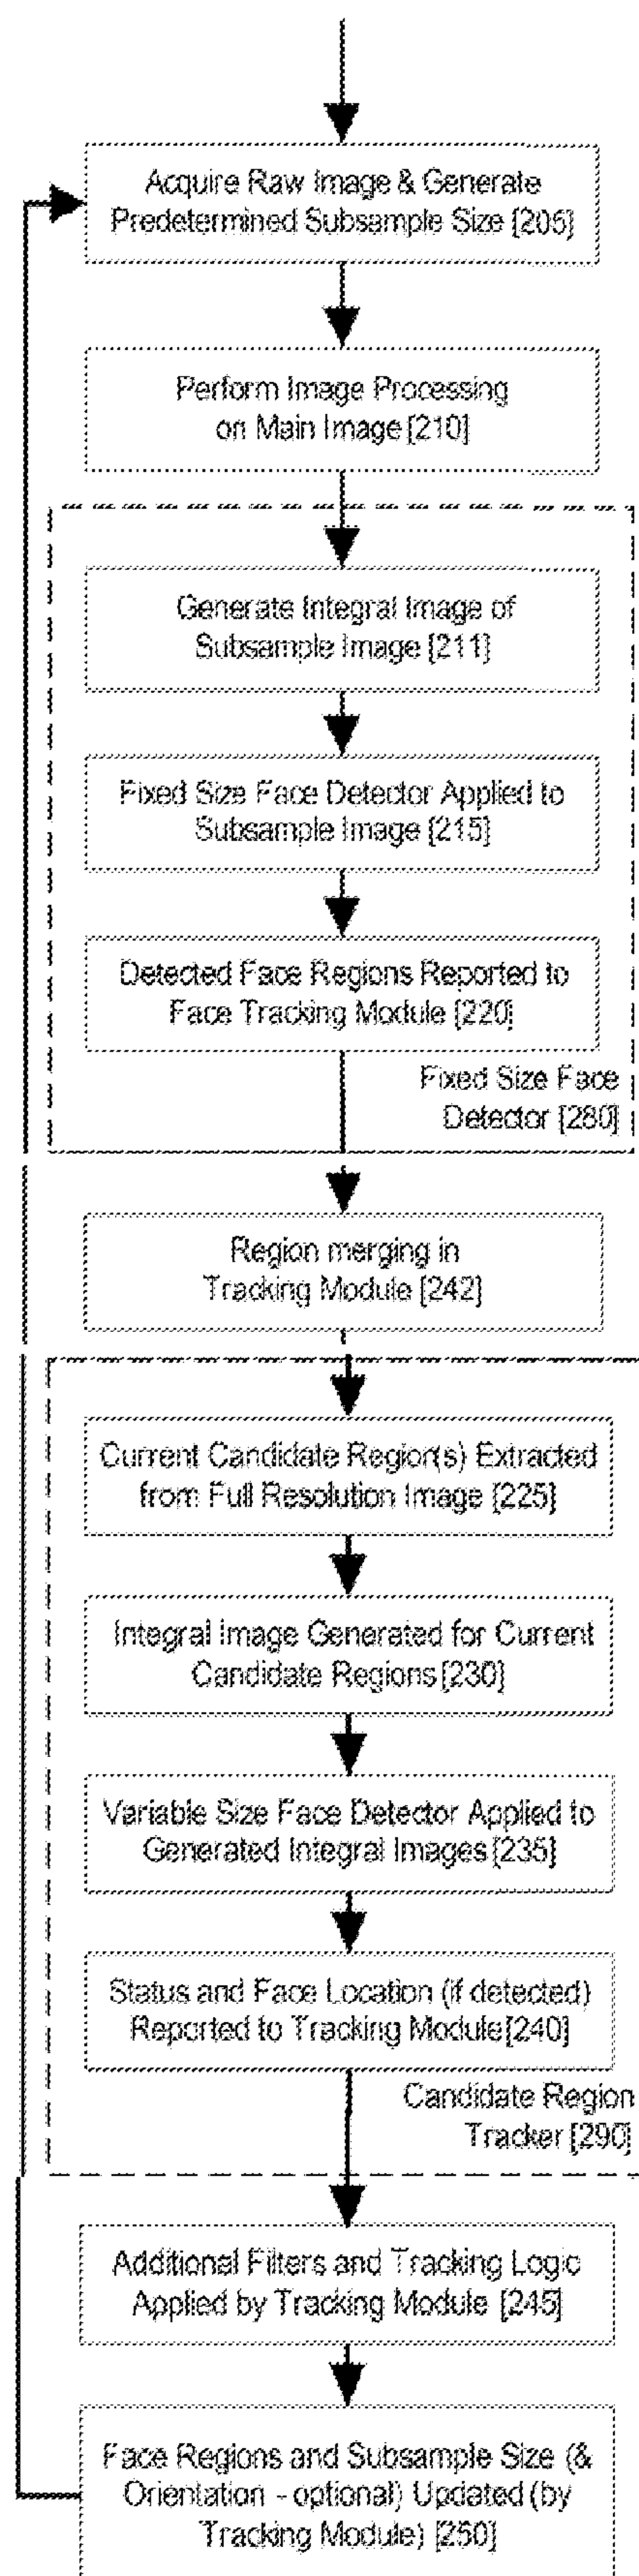 Acquire Raw Image & Generate
Predetermined Subsample Size [205]
Perform Image Processing
on Main Image [210]
Generate Integral Image of
Subsample Image [211]
Fixed Size Face Detector Applied to
Subsample Image [215]
Detected Face Regions Reported to
Face Tracking Module [220]
Fixed Size Face
Detector [280]
Region merging in
Tracking Module [242]
Current Candidate Region(s) Extracted
from Full Resolution Image [225]
Integral Image Generated for Current
Candidate Regions [230]
Variable Size Face Detector Applied to
Generated Integral Images [235]
Status and Face Location (if detected)
Reported to Tracking Module [240]
Candidate Region
Tracker [290]
Additional Filters and Tracking Logic
Applied by Tracking Module [245]
Face Regions and Subsample Size (&
Orientation - optional) Updated (by
Tracking Module) [250]